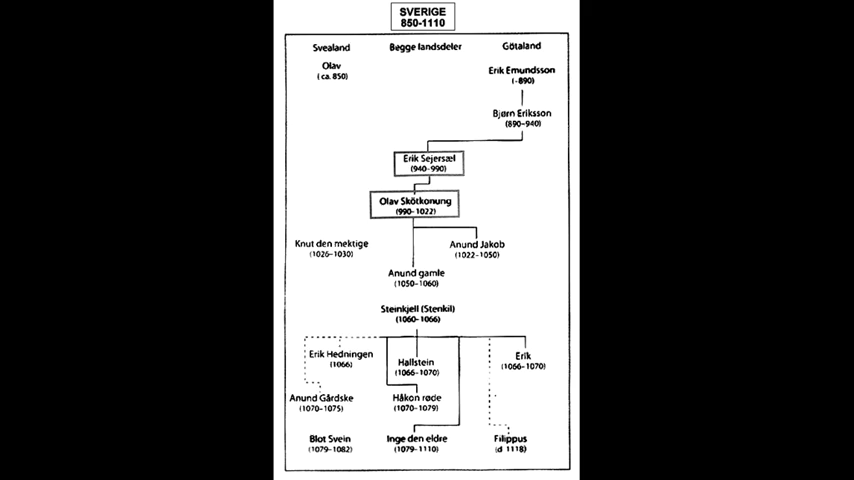 SVERIGE
850-1110
Svealand Begge landsdeler Götaland
Olav
(ca. 850)
Erik Emundsson
(-890)
Bjørn Eriksson
(890-940)
Erik Sejersæl
(940-990)
Olav Skötkonung
(990-1022)
Knut den mektige
(1026-1030)
Anund Jakob
(1022-1050)
Anund gamle
(1050-1060)
Steinkjell (Stenkil)
(1060-1066)
Erik Hedningen
(1066)
Hallstein
(1066-1070)
Erik
(1066-1070)
Anund Gårdske
(1070-1075)
Håkon røde
(1070-1079)
Blot Svein
(1079-1082)
Inge den eldre
(1079-1110)
Filippus
(d 1118)